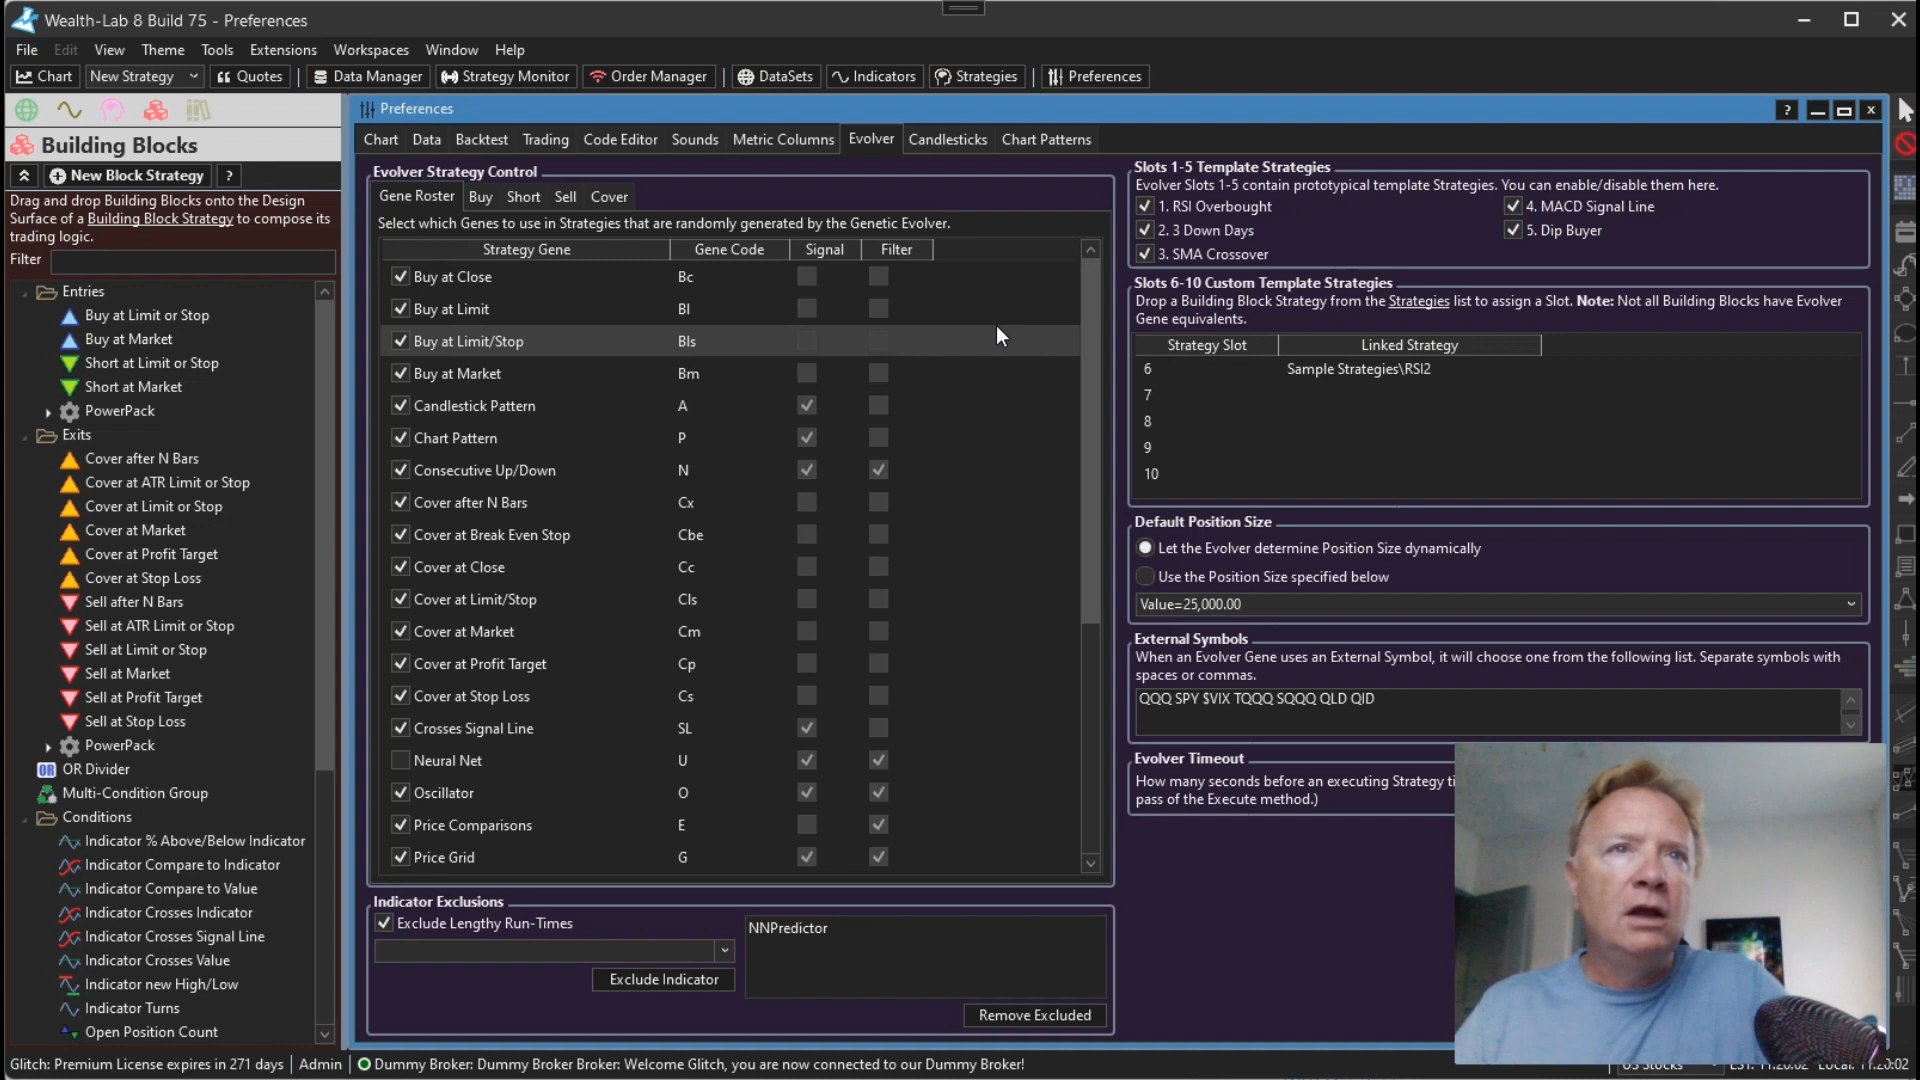 Wealth-Lab 8 Build 75 - Preferences
File Edit View Theme Tools Extensions Workspaces Window Help
Chart New Strategy Quotes Data Manager Strategy Monitor Order Manager DataSets Indicators Strategies Preferences
Building Blocks
New Block Strategy ?
Drag and drop Building Blocks onto the Design
Surface of a Building Block Strategy to compose its
trading logic.
Filter
Entries
Buy at Limit or Stop
Buy at Market
Short at Limit or Stop
Short at Market
PowerPack
Exits
Cover after N Bars
Cover at ATR Limit or Stop
Cover at Limit or Stop
Cover at Market
Cover at Profit Target
Cover at Stop Loss
Sell after N Bars
Sell at ATR Limit or Stop
Sell at Limit or Stop
Sell at Market
Sell at Profit Target
Sell at Stop Loss
PowerPack
OR OR Divider
Multi-Condition Group
Conditions
Indicator % Above/Below Indicator
Indicator Compare to Indicator
Indicator Compare to Value
Indicator Crosses Indicator
Indicator Crosses Signal Line
Indicator Crosses Value
Indicator new High/Low
Indicator Turns
Open Position Count
Preferences
?
Chart Data Backtest Trading Code Editor Sounds Metric Columns Evolver Candlesticks Chart Patterns
Evolver Strategy Control
Gene Roster Buy Short Sell Cover
Select which Genes to use in Strategies that are randomly generated by the Genetic Evolver.
Strategy Gene Gene Code Signal Filter
Buy at Close Bc
Buy at Limit Bl
Buy at Limit/Stop Bls
Buy at Market Bm
Candlestick Pattern A
Chart Pattern P
Consecutive Up/Down N
Cover after N Bars Cx
Cover at Break Even Stop Cbe
Cover at Close Cc
Cover at Limit/Stop Cls
Cover at Market Cm
Cover at Profit Target Cp
Cover at Stop Loss Cs
Crosses Signal Line SL
Neural Net U
Oscillator O
Price Comparisons E
Price Grid G
Indicator Exclusions
Exclude Lengthy Run-Times
NNPredictor
Exclude Indicator
Remove Excluded
Slots 1-5 Template Strategies
Evolver Slots 1-5 contain prototypical template Strategies. You can enable/disable them here.
1. RSI Overbought 4. MACD Signal Line
2. 3 Down Days 5. Dip Buyer
3. SMA Crossover
Slots 6-10 Custom Template Strategies
Drop a Building Block Strategy from the Strategies list to assign a Slot. Note: Not all Building Blocks have Evolver
Gene equivalents.
Strategy Slot Linked Strategy
6 Sample Strategies\RSI2
7
8
9
10
Default Position Size
Let the Evolver determine Position Size dynamically
Use the Position Size specified below
Value=25,000.00
External Symbols
When an Evolver Gene uses an External Symbol, it will choose one from the following list. Separate symbols with
spaces or commas.
QQQ SPY $VIX TQQQ SQQQ QLD QID
Evolver Timeout
How many seconds before an executing Strategy ti
pass of the Execute method.)
Glitch: Premium License expires in 271 days Admin Dummy Broker: Dummy Broker Broker: Welcome Glitch, you are now connected to our Dummy Broker!